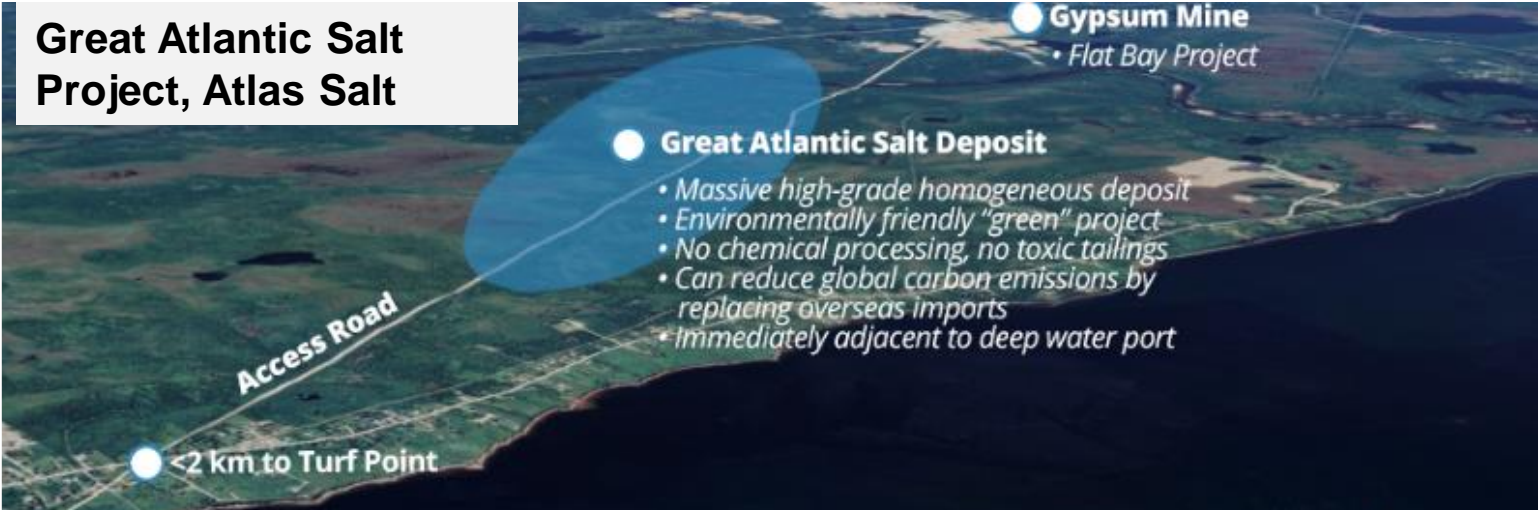 Great Atlantic Salt
Project, Atlas Salt
Gypsum Mine
• Flat Bay Project
Great Atlantic Salt Deposit
• Massive high-grade homogeneous deposit
• Environmentally friendly “green” project
• No chemical processing, no toxic tailings
• Can reduce global carbon emissions by
replacing overseas imports
• Immediately adjacent to deep water port
Access Road
<2 km to Turf Point